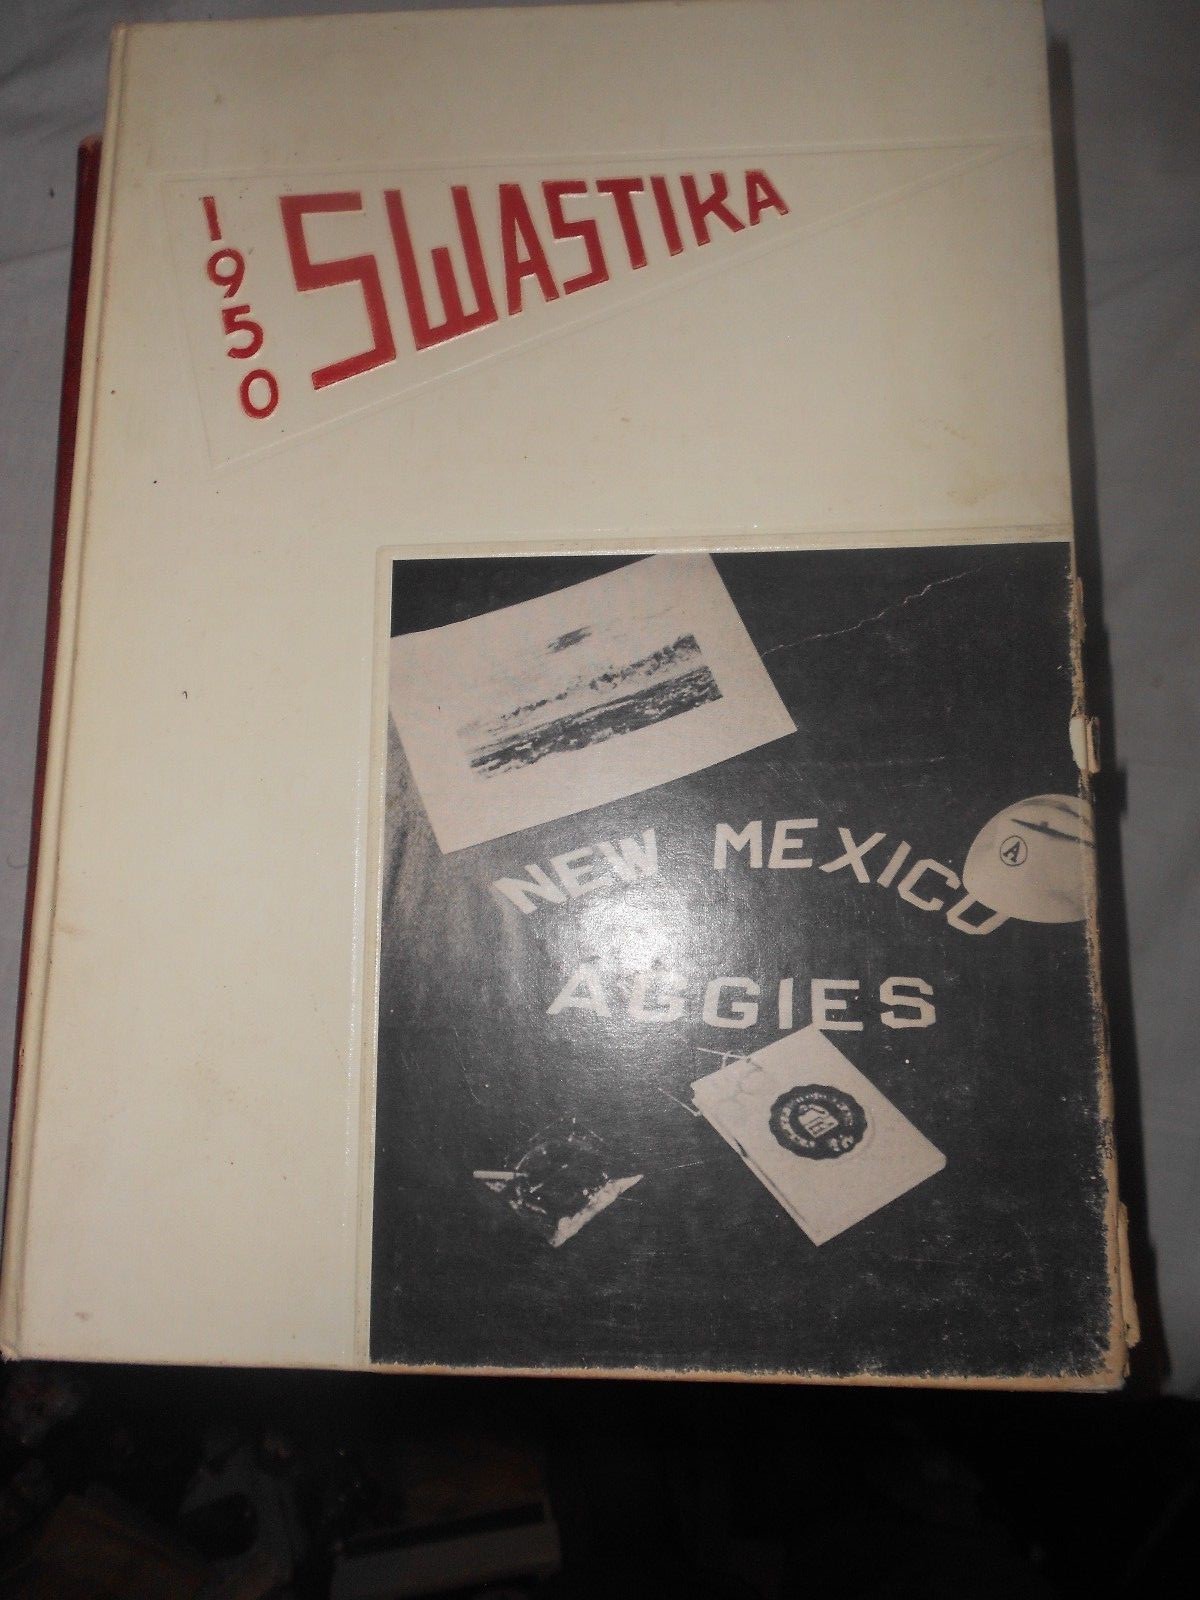 1950
SWASTIKA
NEW MEXICO
A
AGGIES